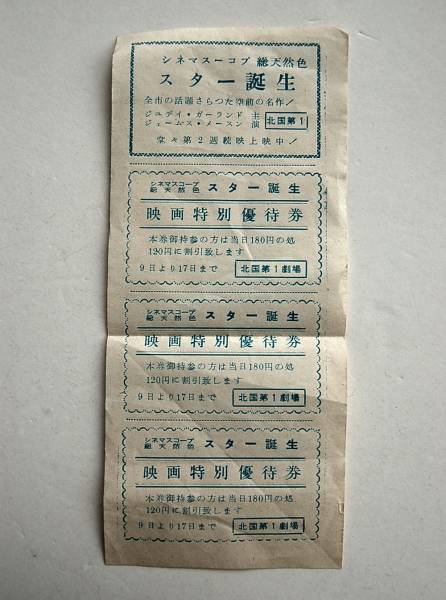 シネマスコープ 総天然色
スター誕生
全市の話題さらつた空前の名作!
ジュデイ・ガーランド 主
ジェームス・メースン 演
北国第1
堂々第2週続映上映中!
シネマスコープ
総天然色
スター誕生
映画特別優待券
本券御持参の方は当日180円の処
120円に割引致します
9日より17日まで
北国第1劇場
シネマスコープ
総天然色
スター誕生
映画特別優待券
本券御持参の方は当日180円の処
120円に割引致します
9日より17日まで
北国第1劇場
シネマスコープ
総天然色
スター誕生
映画特別優待券
本券御持参の方は当日180円の処
120円に割引致します
9日より17日まで
北国第1劇場